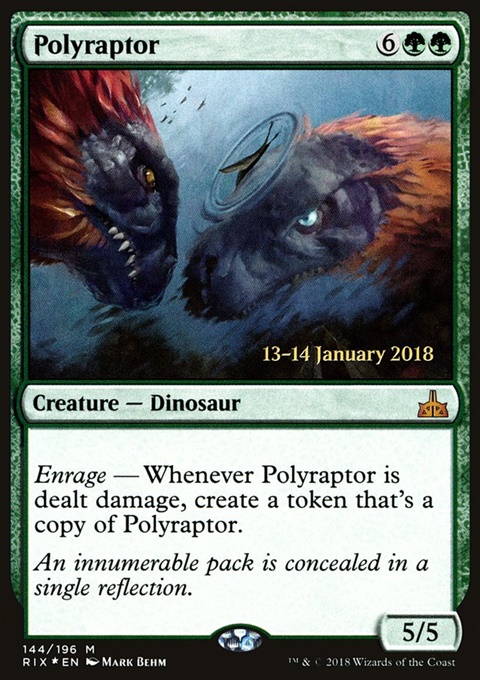 Polyraptor 6
13–14 January 2018
Creature — Dinosaur
Enrage — Whenever Polyraptor is
dealt damage, create a token that's a
copy of Polyraptor.
An innumerable pack is concealed in a
single reflection.
5/5
144/196 M
RIX★EN Mark Behm
™ & © 2018 Wizards of the Coast